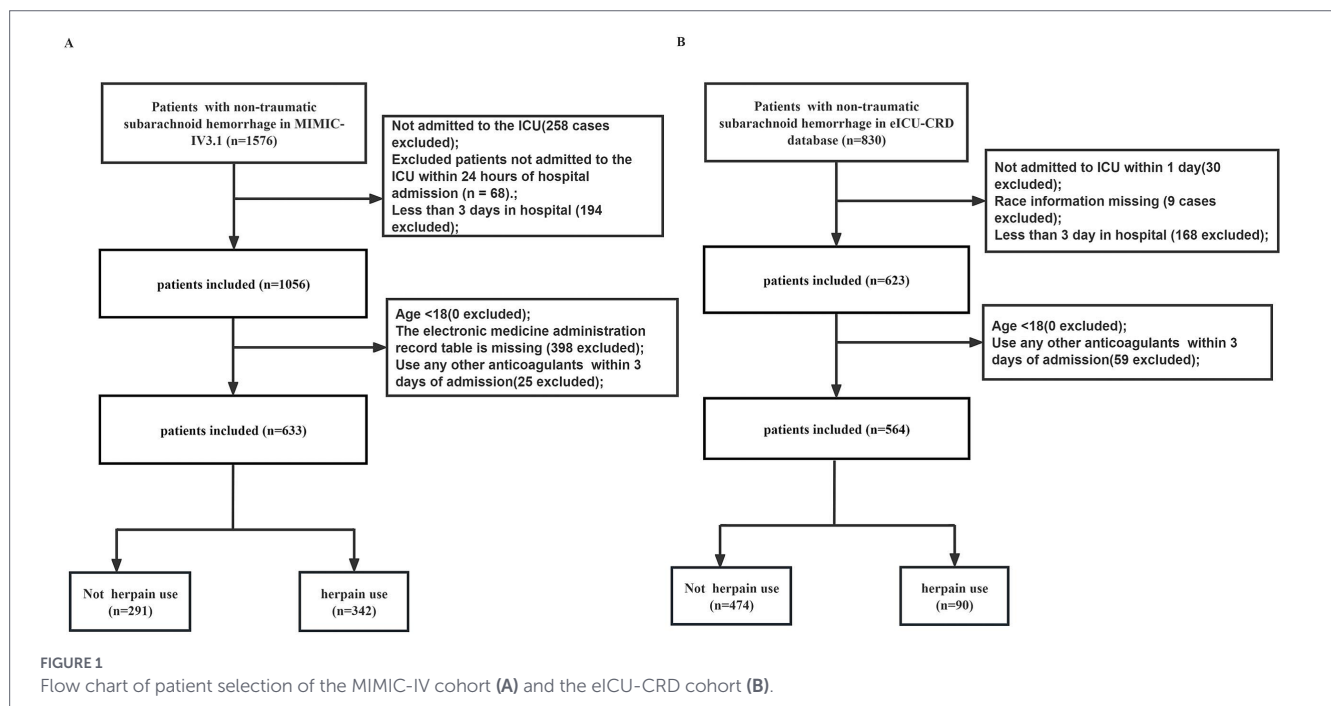 A
Patients with non-traumatic
subarachnoid hemorrhage in MIMIC-
IV3.1 (n=1576)
Not admitted to the ICU(258 cases
excluded);
Excluded patients not admitted to the
ICU within 24 hours of hospital
admission (n = 68).;
Less than 3 days in hospital (194
excluded);
patients included (n=1056)
Age <18(0 excluded);
The electronic medicine administration
record table is missing (398 excluded);
Use any other anticoagulants within 3
days of admission(25 excluded);
patients included (n=633)
Not herpain use
(n=291)
herpain use
(n=342)
B
Patients with non-traumatic
subarachnoid hemorrhage in eICU-CRD
database (n=830)
Not admitted to ICU within 1 day(30
excluded);
Race information missing (9 cases
excluded);
Less than 3 day in hospital (168 excluded);
patients included (n=623)
Age <18(0 excluded);
Use any other anticoagulants within 3
days of admission(59 excluded);
patients included (n=564)
Not herpain use
(n=474)
herpain use
(n=90)
FIGURE 1
Flow chart of patient selection of the MIMIC-IV cohort (A) and the eICU-CRD cohort (B).